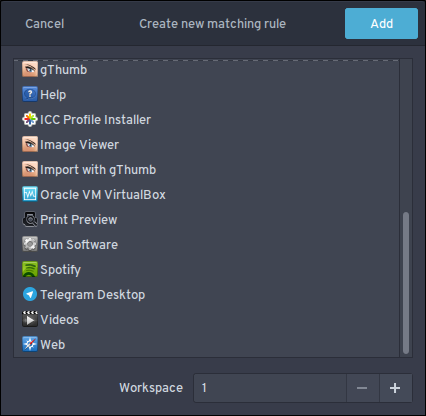 Cancel Create new matching rule Add
gThumb
Help
ICC Profile Installer
Image Viewer
Import with gThumb
Oracle VM VirtualBox
Print Preview
Run Software
Spotify
Telegram Desktop
Videos
Web
Workspace 1 − +